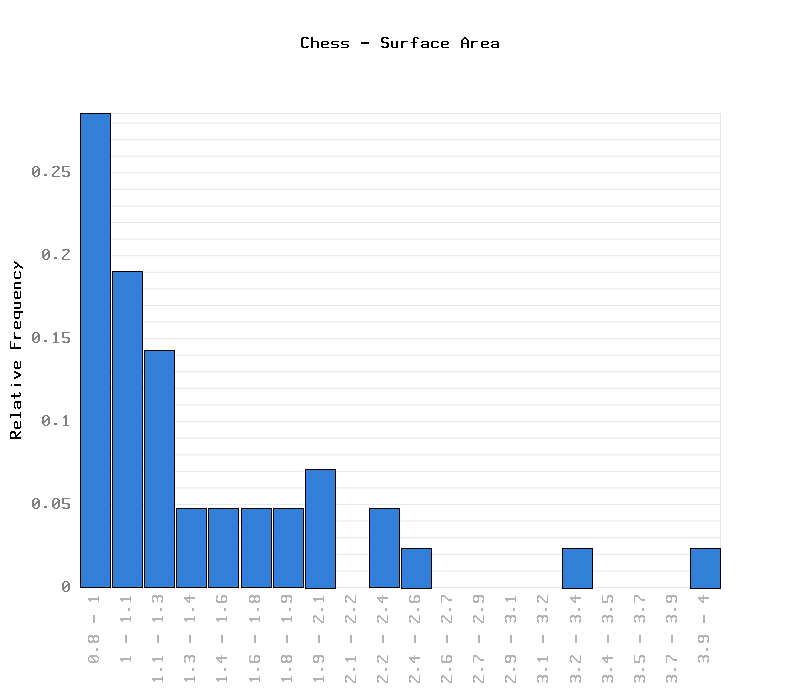 Chess - Surface Area
Relative Frequency
0.25
0.2
0.15
0.1
0.05
0
0.8 - 1
1 - 1.1
1.1 - 1.3
1.3 - 1.4
1.4 - 1.6
1.6 - 1.8
1.8 - 1.9
1.9 - 2.1
2.1 - 2.2
2.2 - 2.4
2.4 - 2.6
2.6 - 2.7
2.7 - 2.9
2.9 - 3.1
3.1 - 3.2
3.2 - 3.4
3.4 - 3.5
3.5 - 3.7
3.7 - 3.9
3.9 - 4